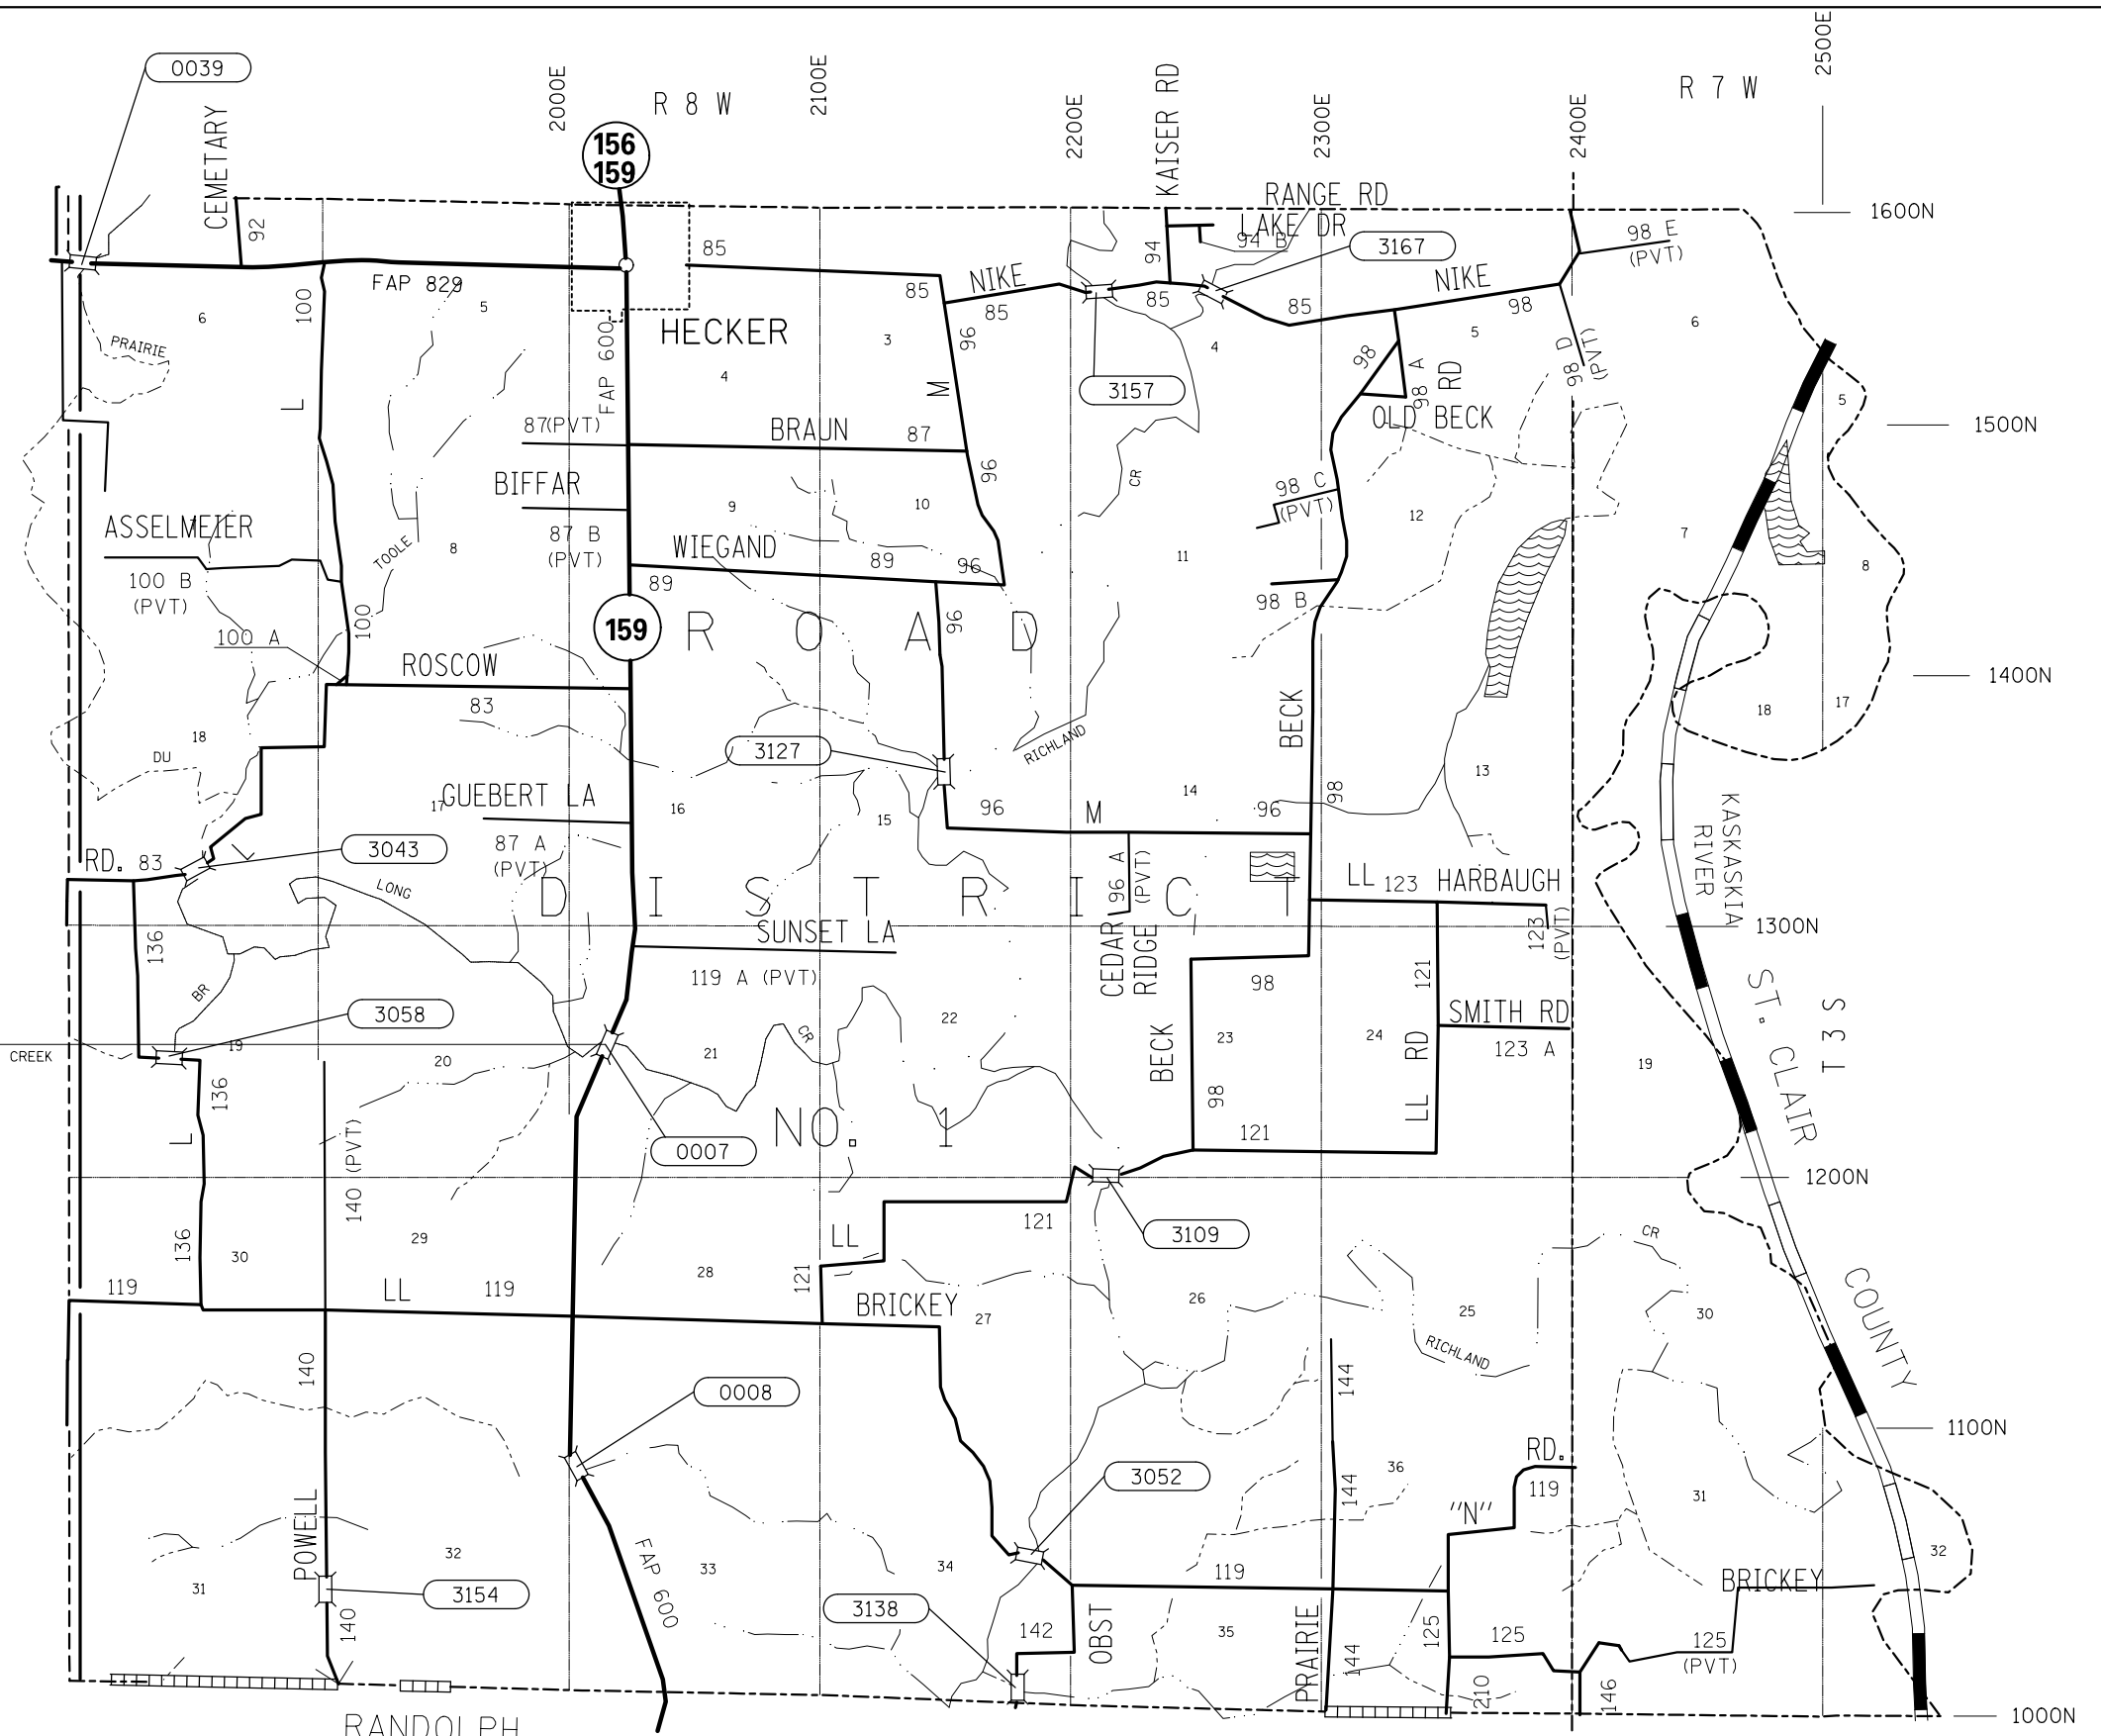 0039
CEMETARY
92
2000E
R 8 W
2100E
156
159
2200E
KAISER RD
2300E
2400E
R 7 W
2500E
1600N
RANGE RD
LAKE DR
94 B
94
3167
98 E
(PVT)
FAP 829
85
85
NIKE
85
85
85
NIKE
98
98 D
(PVT)
6
100
5
PRAIRIE
L
FAP 600
HECKER
3
4
96
M
3157
4
98
98 A
OLD BECK
RD
5
6
5
1500N
87(PVT)
BRAUN
87
96
CR
BIFFAR
87 B
(PVT)
9
10
98 C
(PVT)
12
ASSELMEIER
7
100 B
(PVT)
TOOLE
8
WIEGAND
89
89
96
11
98 B
7
8
100 A
100
159
R O A D
96
ROSCOW
83
BECK
1400N
18
17
18
DU
3127
RICHLAND
13
17
GUEBERT LA
16
15
96
M
14
96
98
KASKASKIA
RIVER
RD.
83
3043
L
87 A
(PVT)
LONG
D I S T R I C T
96 A
(PVT)
CEDAR
RIDGE
LL
123
HARBAUGH
123
(PVT)
1300N
136
SUNSET LA
119 A (PVT)
BR
3058
CREEK
19
20
21
CR
22
BECK
98
98
23
24
121
LL RD
SMITH RD
123 A
19
ST. CLAIR
COUNTY
T 3 S
136
L
140 (PVT)
0007
NO. 1
121
1200N
136
30
29
28
LL
121
121
3109
CR
119
LL
119
BRICKEY
27
26
25
30
RICHLAND
140
0008
144
1100N
POWELL
3052
144
36
RD.
119
"N"
31
31
32
FAP 600
33
34
119
32
3154
140
3138
142
OBST
35
PRAIRIE
144
125
125
125
(PVT)
BRICKEY
210
146
RANDOLPH
1000N